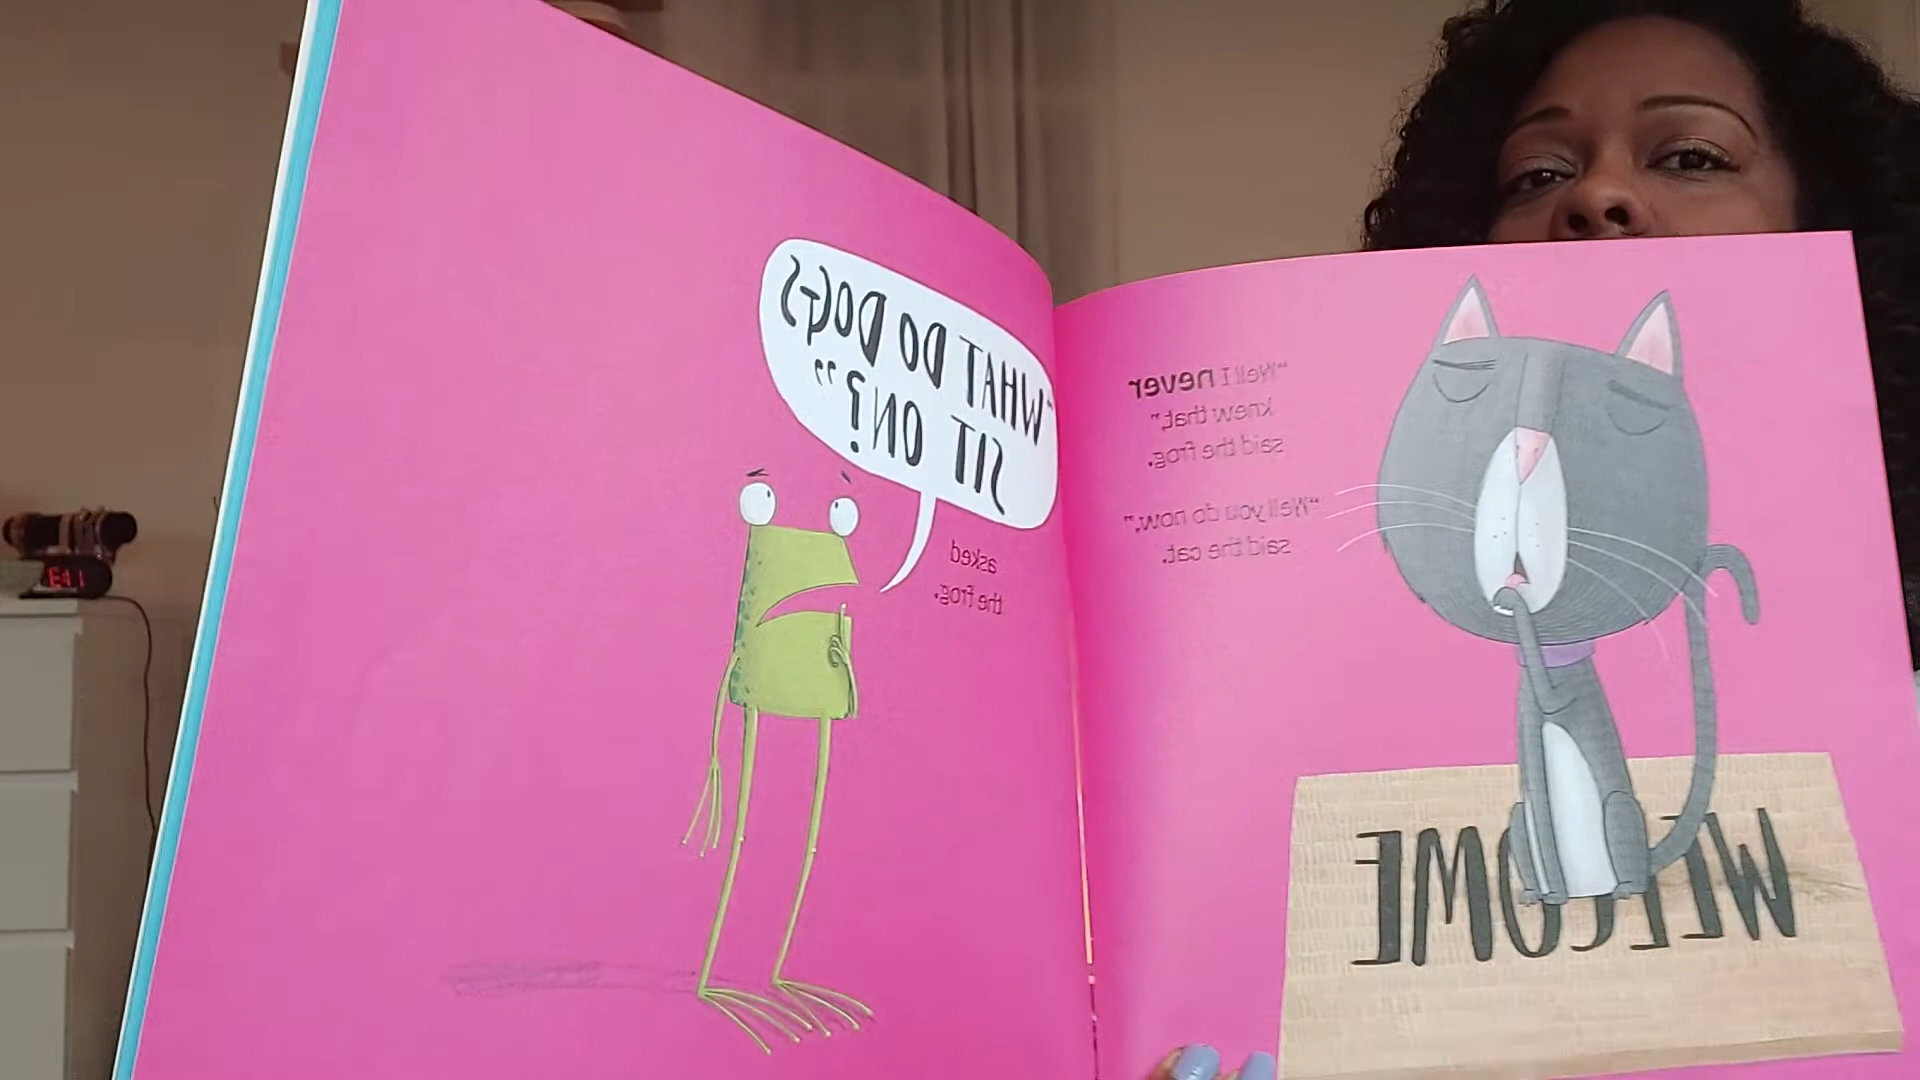 “Well I never
knew that,”
said the frog.
“Well you do now,”
said the cat.
WELCOME
“WHAT DO DOGS
SIT ON?”
asked
the frog.